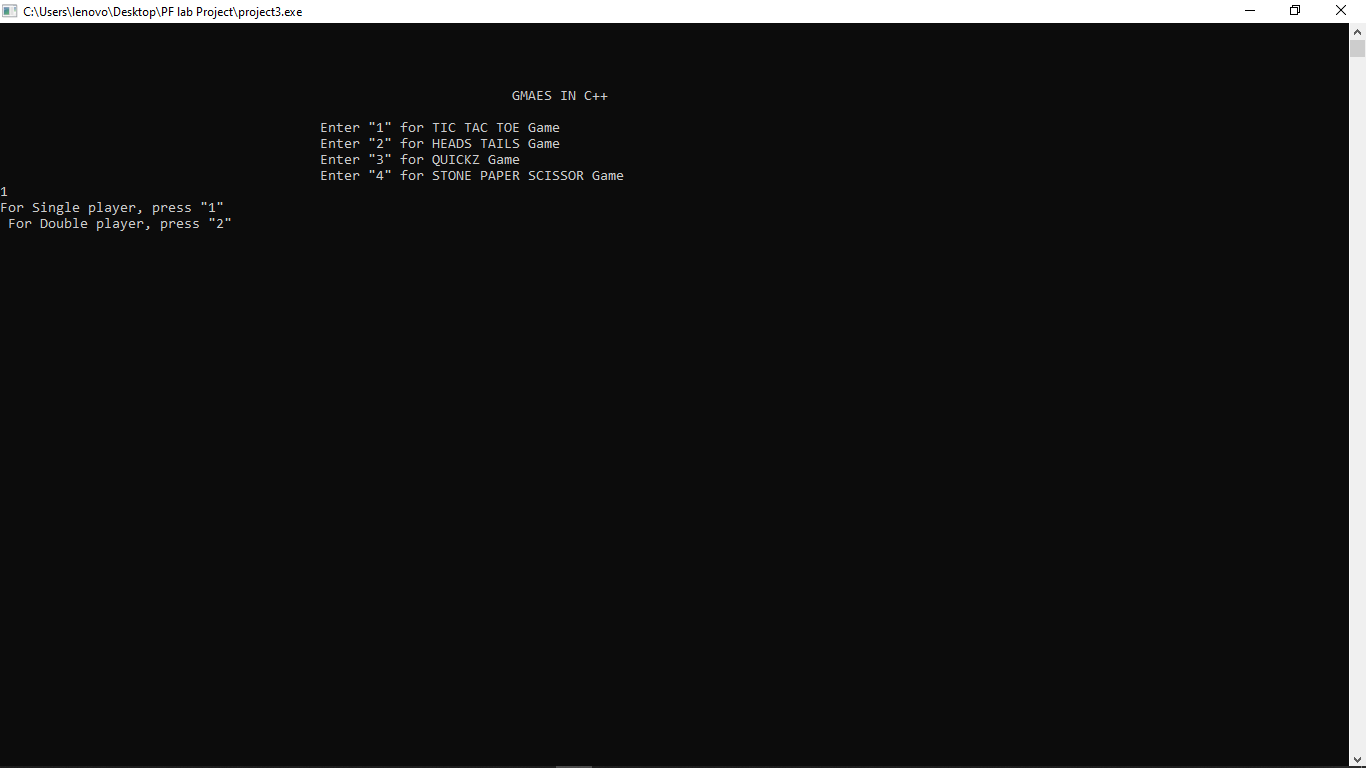 C:\Users\lenovo\Desktop\PF lab Project\project3.exe
GMAES IN C++
Enter "1" for TIC TAC TOE Game
Enter "2" for HEADS TAILS Game
Enter "3" for QUICKZ Game
Enter "4" for STONE PAPER SCISSOR Game
1
For Single player, press "1"
For Double player, press "2"